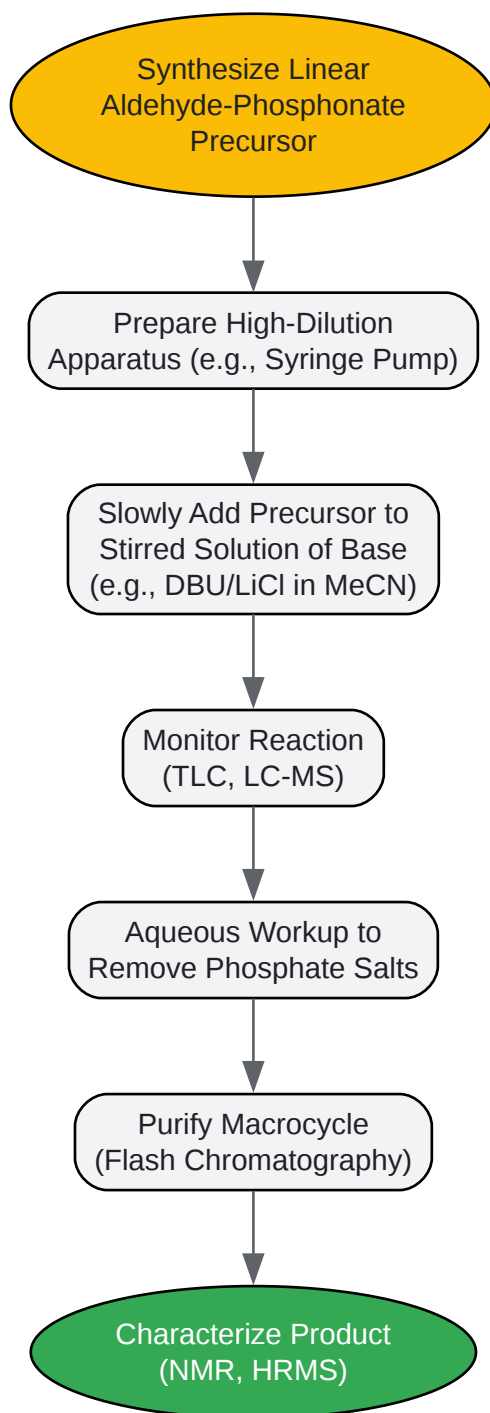 Synthesize Linear
Aldehyde-Phosphonate
Precursor
Prepare High-Dilution
Apparatus (e.g., Syringe Pump)
Slowly Add Precursor to
Stirred Solution of Base
(e.g., DBU/LiCl in MeCN)
Monitor Reaction
(TLC, LC-MS)
Aqueous Workup to
Remove Phosphate Salts
Purify Macrocycle
(Flash Chromatography)
Characterize Product
(NMR, HRMS)